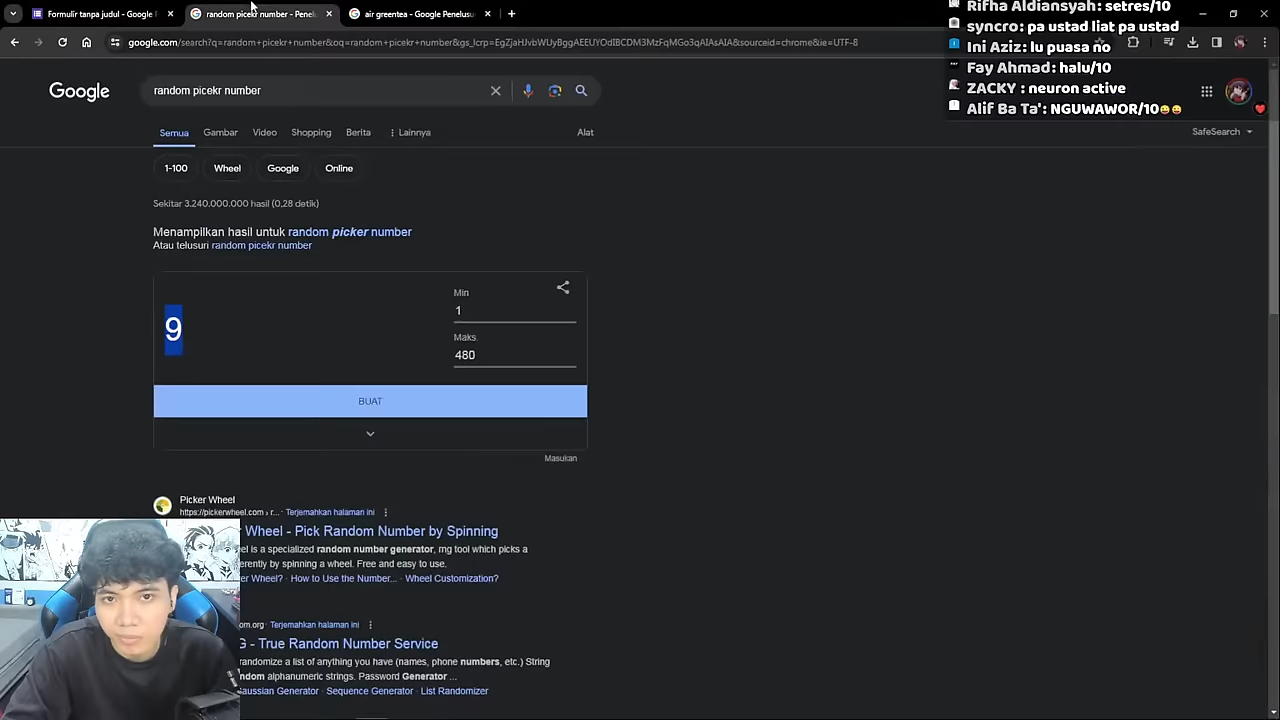 Formulir tanpa judul - Google F
random picekr number - Penel
air greentea - Google Penelusu
google.com/search?q=random+picekr+number&oq=random+picekr+number&gs_lcrp=EgZjaHJvbWUyBggAEEUYOdIBCDM3MzFqMGo3qAIAsAIA&sourceid=chrome&ie=UTF-8
Rifha Aldiansyah: setres/10
syncro: pa ustad liat pa ustad
Ini Aziz: lu puasa no
Fay Ahmad: halu/10
ZACKY : neuron active
Alif Ba Ta': NGUWAWOR/10
Google
random picekr number
Semua Gambar Video Shopping Berita Lainnya Alat SafeSearch
1-100 Wheel Google Online
Sekitar 3.240.000.000 hasil (0,28 detik)
Menampilkan hasil untuk random picker number
Atau telusuri random picekr number
9
Min
1
Maks.
480
BUAT
Masukan
Picker Wheel
https://pickerwheel.com › r... · Terjemahkan halaman ini
Wheel - Pick Random Number by Spinning
el is a specialized random number generator, rng tool which picks a
erently by spinning a wheel. Free and easy to use.
er Wheel? · How to Use the Number... · Wheel Customization?
om.org · Terjemahkan halaman ini
G - True Random Number Service
randomize a list of anything you have (names, phone numbers, etc.) String
ndom alphanumeric strings. Password Generator ...
aussian Generator · Sequence Generator · List Randomizer